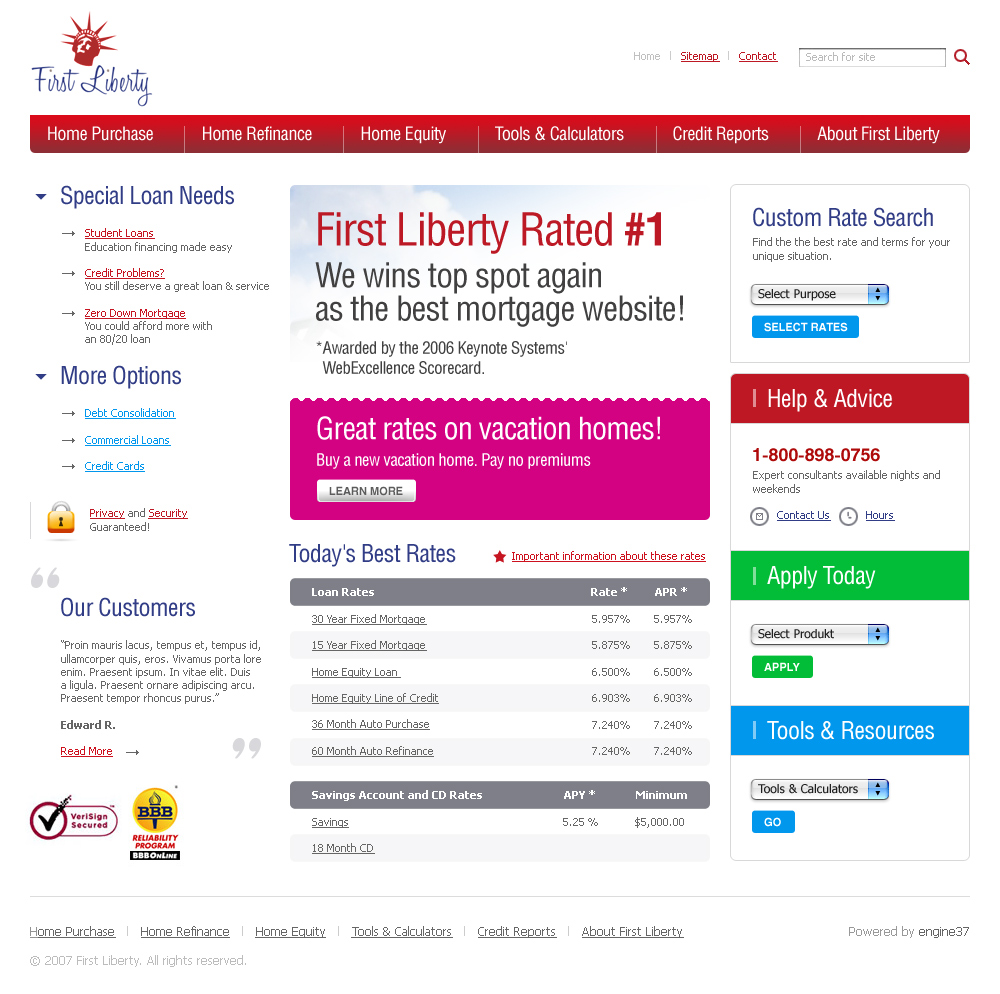 First Liberty
Home
Sitemap
Contact
Search for site
Home Purchase
Home Refinance
Home Equity
Tools & Calculators
Credit Reports
About First Liberty
Special Loan Needs
Student Loans
Education financing made easy
Credit Problems?
You still deserve a great loan & service
Zero Down Mortgage
You could afford more with
an 80/20 loan
More Options
Debt Consolidation
Commercial Loans
Credit Cards
Privacy and Security
Guaranteed!
Our Customers
"Proin mauris lacus, tempus et, tempus id,
ullamcorper quis, eros. Vivamus porta lore
enim. Praesent ipsum. In vitae elit. Duis
a ligula. Praesent ornare adipiscing arcu.
Praesent tempor rhoncus purus."
Edward R.
Read More
VeriSign
Secured
BBB
RELIABILITY
PROGRAM
BBBONLINE
First Liberty Rated #1
We wins top spot again
as the best mortgage website!
*Awarded by the 2006 Keynote Systems'
WebExcellence Scorecard.
Great rates on vacation homes!
Buy a new vacation home. Pay no premiums
LEARN MORE
Today's Best Rates
Important information about these rates
Loan Rates Rate * APR *
30 Year Fixed Mortgage 5.957% 5.957%
15 Year Fixed Mortgage 5.875% 5.875%
Home Equity Loan 6.500% 6.500%
Home Equity Line of Credit 6.903% 6.903%
36 Month Auto Purchase 7.240% 7.240%
60 Month Auto Refinance 7.240% 7.240%
Savings Account and CD Rates APY * Minimum
Savings 5.25 % $5,000.00
18 Month CD
Custom Rate Search
Find the the best rate and terms for your
unique situation.
Select Purpose
SELECT RATES
Help & Advice
1-800-898-0756
Expert consultants available nights and
weekends
Contact Us
Hours
Apply Today
Select Produkt
APPLY
Tools & Resources
Tools & Calculators
GO
Home Purchase
Home Refinance
Home Equity
Tools & Calculators
Credit Reports
About First Liberty
Powered by engine37
© 2007 First Liberty. All rights reserved.